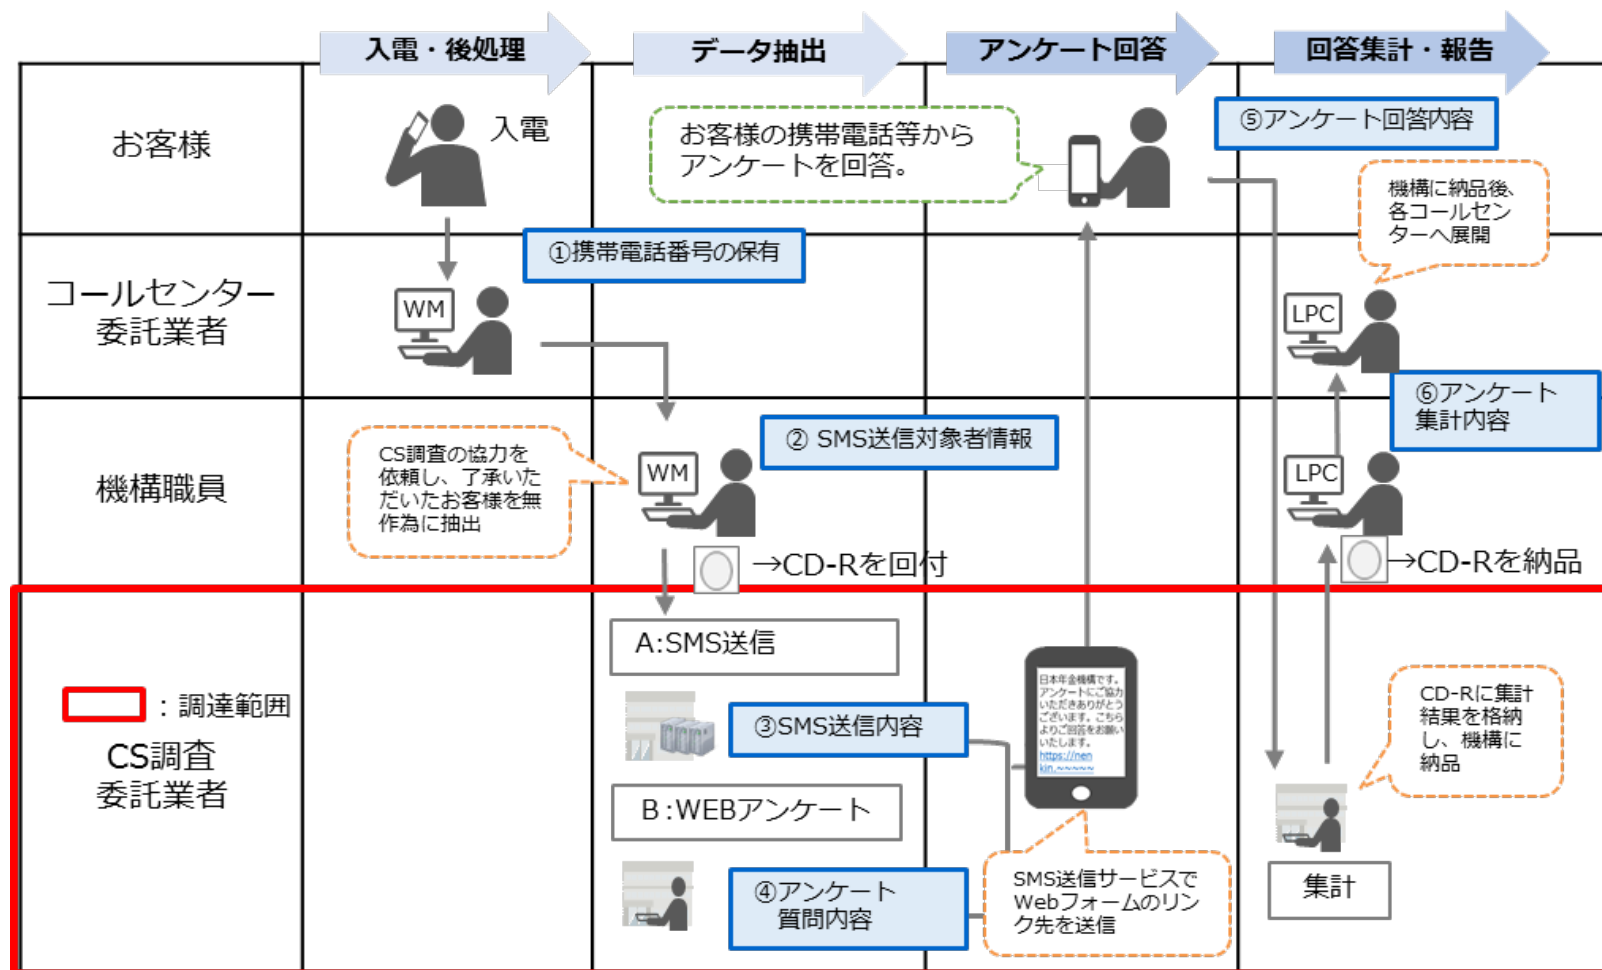 入電・後処理
データ抽出
アンケート回答
回答集計・報告
お客様
入電
お客様の携帯電話等から
アンケートを回答。
⑤アンケート回答内容
機構に納品後、
各コールセン
ターへ展開
①携帯電話番号の保有
コールセンター
委託業者
WM
LPC
⑥アンケート
集計内容
② SMS送信対象者情報
機構職員
CS調査の協力を
依頼し、了承いた
だいたお客様を無
作為に抽出
WM
LPC
→CD-Rを回付
→CD-Rを納品
A:SMS送信
：調達範囲
CS調査
委託業者
③SMS送信内容
日本年金機構です。
アンケートにご協力
いただきありがとう
ございます。こちら
よりご回答をお願い
いたします。
https://nen
kin.~~~~~
CD-Rに集計
結果を格納
し、機構に
納品
B:WEBアンケート
④アンケート
質問内容
SMS送信サービスで
Webフォームのリン
ク先を送信
集計